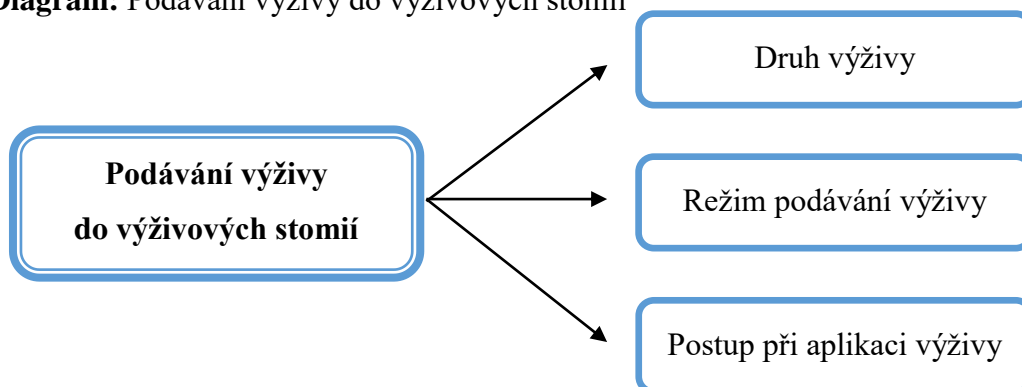 Diagram: Podávání výživy do výživových stomií
Druh výživy
Podávání výživy
do výživových stomií
Režim podávání výživy
Postup při aplikaci výživy